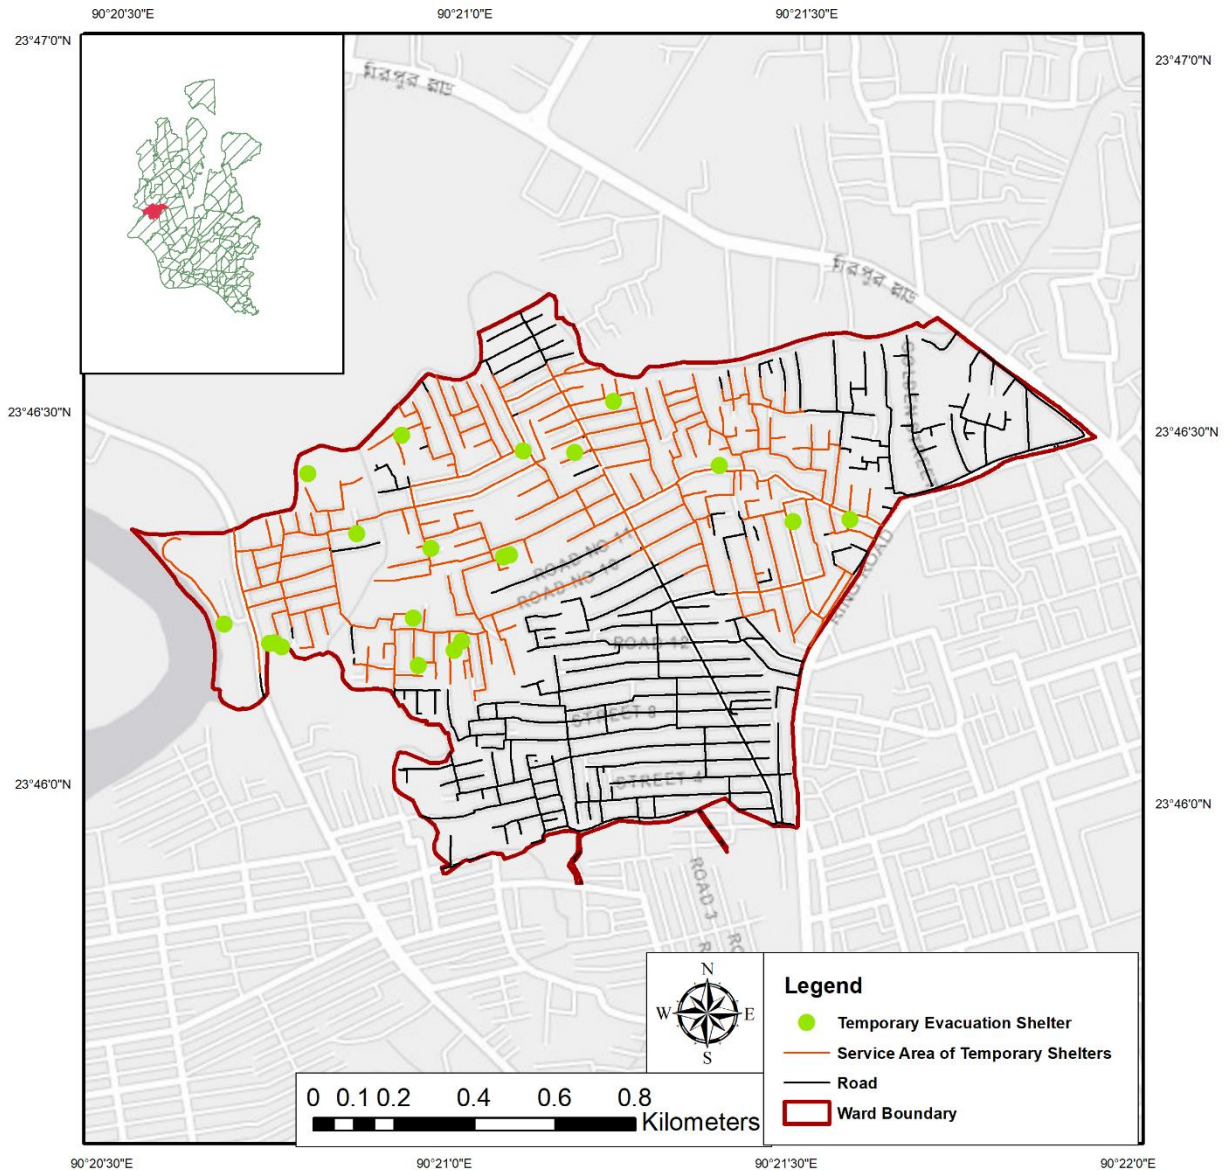 90°20'30"E 90°21'0"E 90°21'30"E
23°47'0"N 23°47'0"N
মিরপুর রোড
মিরপুর রোড
GOLDEN STREET
23°46'30"N 23°46'30"N
ROAD NO 11
ROAD NO 10
RING ROAD
ROAD 12
STREET 8
STREET 4
23°46'0"N 23°46'0"N
ROAD 3
N
W E
S
Legend
Temporary Evacuation Shelter
Service Area of Temporary Shelters
Road
Ward Boundary
0 0.1 0.2 0.4 0.6 0.8
Kilometers
90°20'30"E 90°21'0"E 90°21'30"E 90°22'0"E